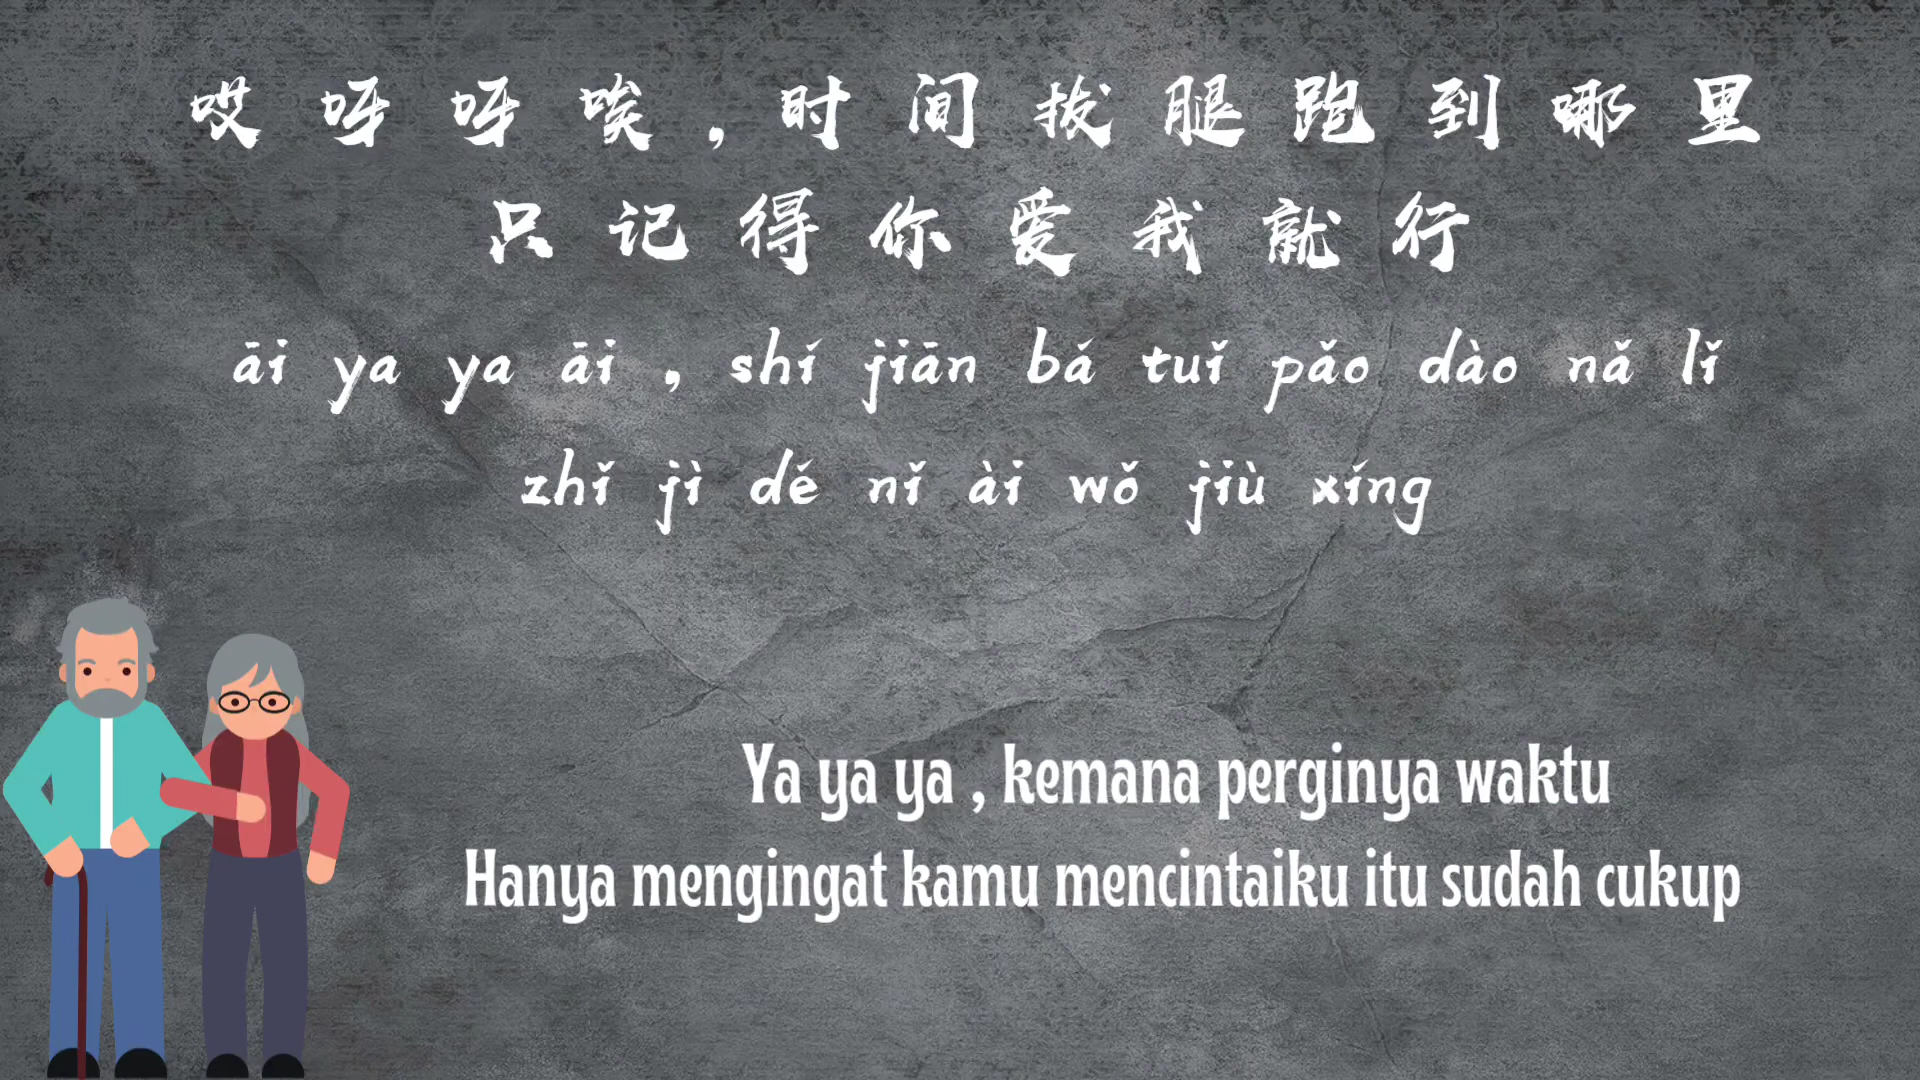 哎呀呀唉,时间拔腿跑到哪里
只记得你爱我就行
āi ya ya āi , shí jiān bá tuǐ pǎo dào nǎ lǐ
zhǐ jì dě nǐ ài wǒ jiù xíng
Ya ya ya , kemana perginya waktu
Hanya mengingat kamu mencintaiku itu sudah cukup